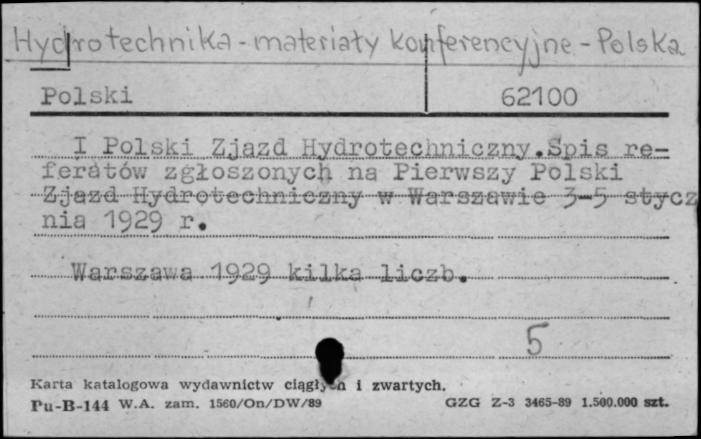 Hydrotechnika - materiały konferencyjne - Polska
Polski 62100
I Polski Zjazd Hydrotechniczny.Spis re-
feratów zgłoszonych na Pierwszy Polski
Zjazd Hydrotechniczny w Warszawie 3-5 stycz
nia 1929 r.
Warszawa 1929 kilka liczb.
5
Karta katalogowa wydawnictw ciągłych i zwartych.
Pu-B-144 W.A. zam. 1560/On/DW/89 GZG Z-3 3465-89 1.500.000 szt.